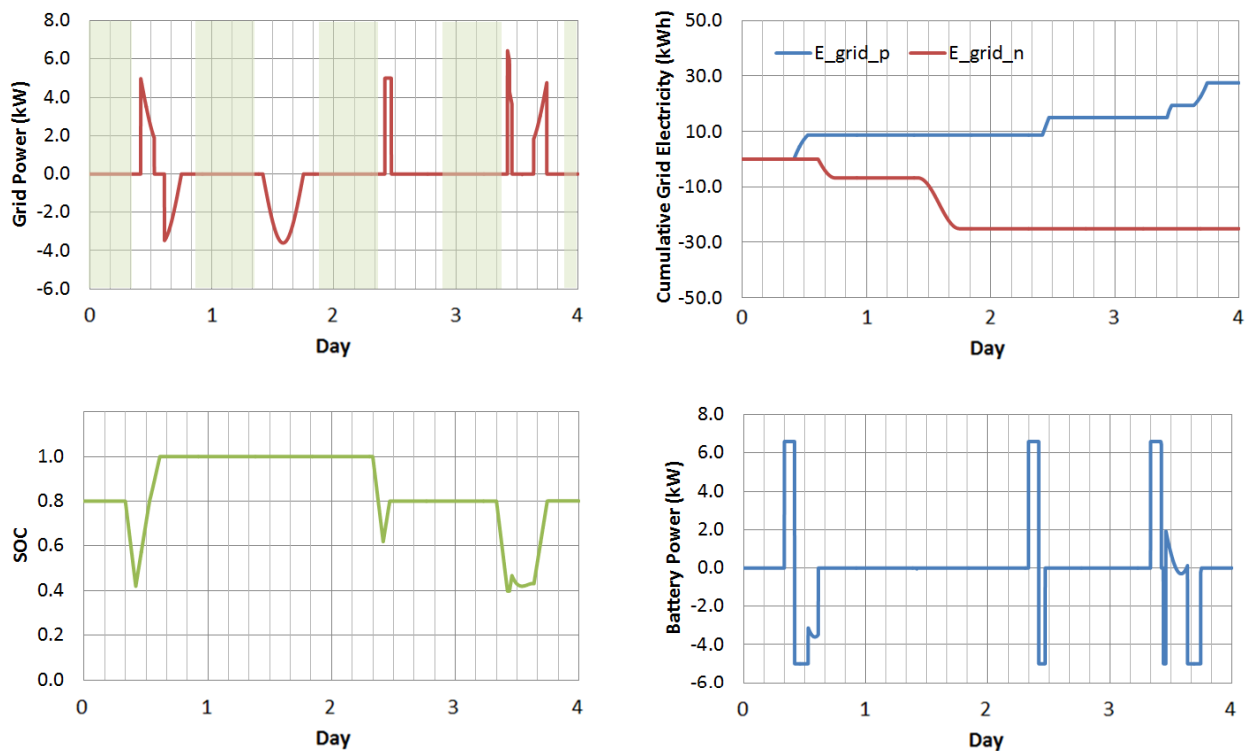 Grid Power (kW)
8.0
6.0
4.0
2.0
0.0
-2.0
-4.0
-6.0
0 1 2 3 4
Day
Cumulative Grid Electricity (kWh)
50.0
30.0
10.0
-10.0
-30.0
-50.0
E_grid_p E_grid_n
0 1 2 3 4
Day
SOC
1.0
0.8
0.6
0.4
0.2
0.0
0 1 2 3 4
Day
Battery Power (kW)
8.0
6.0
4.0
2.0
0.0
-2.0
-4.0
-6.0
0 1 2 3 4
Day